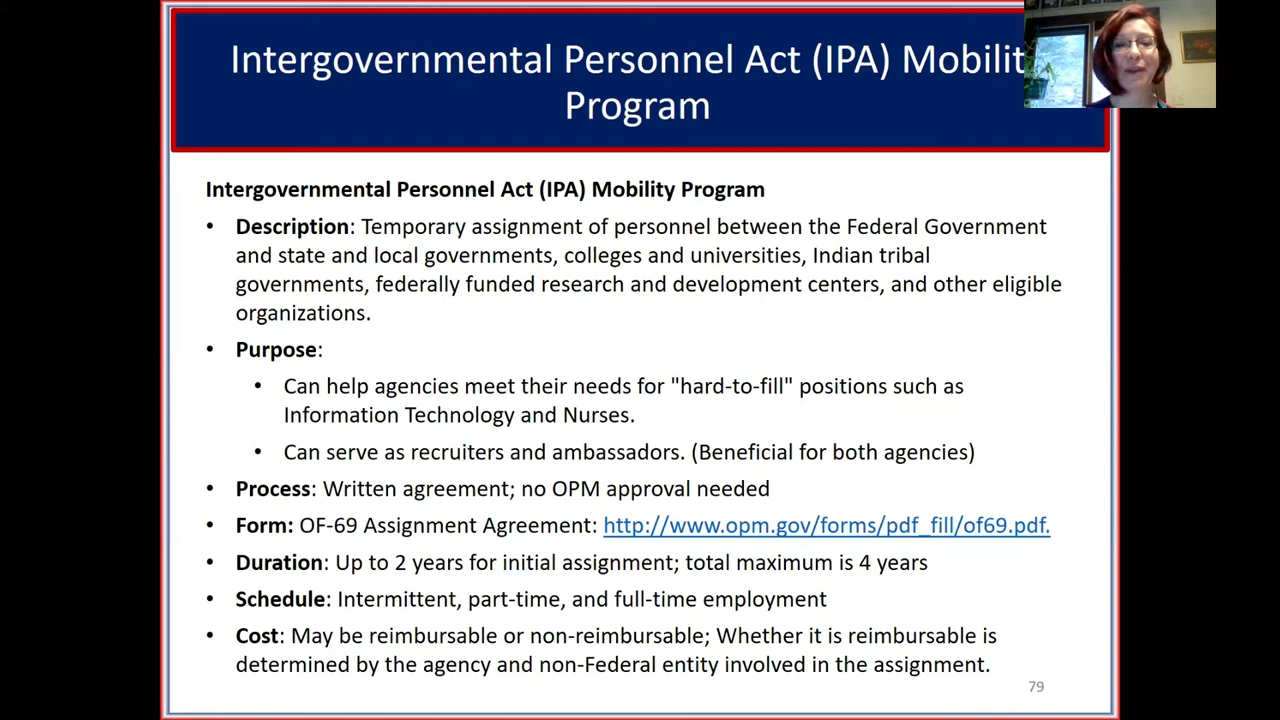 Intergovernmental Personnel Act (IPA) Mobilit
Program
Intergovernmental Personnel Act (IPA) Mobility Program
• Description: Temporary assignment of personnel between the Federal Government
and state and local governments, colleges and universities, Indian tribal
governments, federally funded research and development centers, and other eligible
organizations.
• Purpose:
• Can help agencies meet their needs for "hard-to-fill" positions such as
Information Technology and Nurses.
• Can serve as recruiters and ambassadors. (Beneficial for both agencies)
• Process: Written agreement; no OPM approval needed
• Form: OF-69 Assignment Agreement: http://www.opm.gov/forms/pdf_fill/of69.pdf.
• Duration: Up to 2 years for initial assignment; total maximum is 4 years
• Schedule: Intermittent, part-time, and full-time employment
• Cost: May be reimbursable or non-reimbursable; Whether it is reimbursable is
determined by the agency and non-Federal entity involved in the assignment.
79